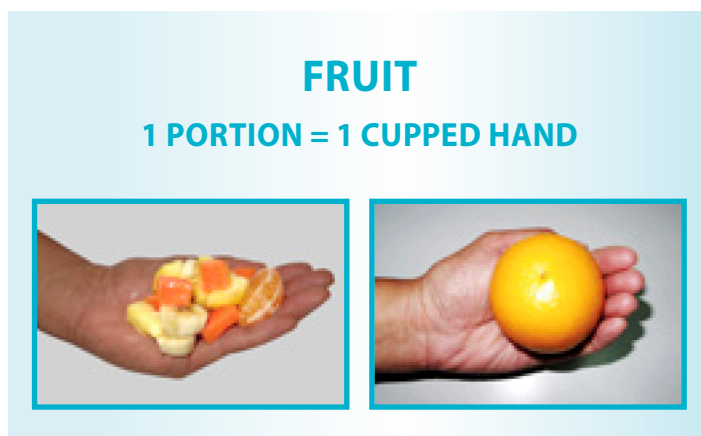 FRUIT
1 PORTION = 1 CUPPED HAND